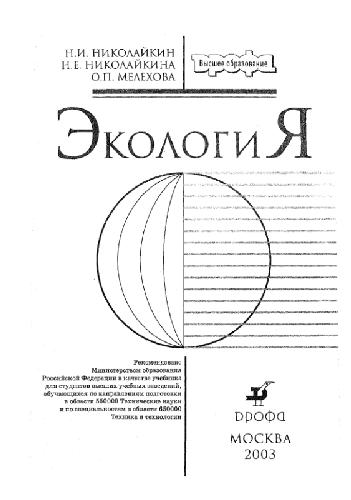 Н.И. НИКОЛАЙКИН
Н.Е. НИКОЛАЙКИНА
О.П. МЕЛЕХОВА
Высшее образование
ЭКОЛОГИЯ
Рекомендовано
Министерством образования
Российской Федерации в качестве учебника
для студентов высших учебных заведений,
обучающихся по направлениям подготовки
в области 550000 Технические науки
и по специальностям в области 650000
Техника и технологии
ДРОФА
МОСКВА
2003